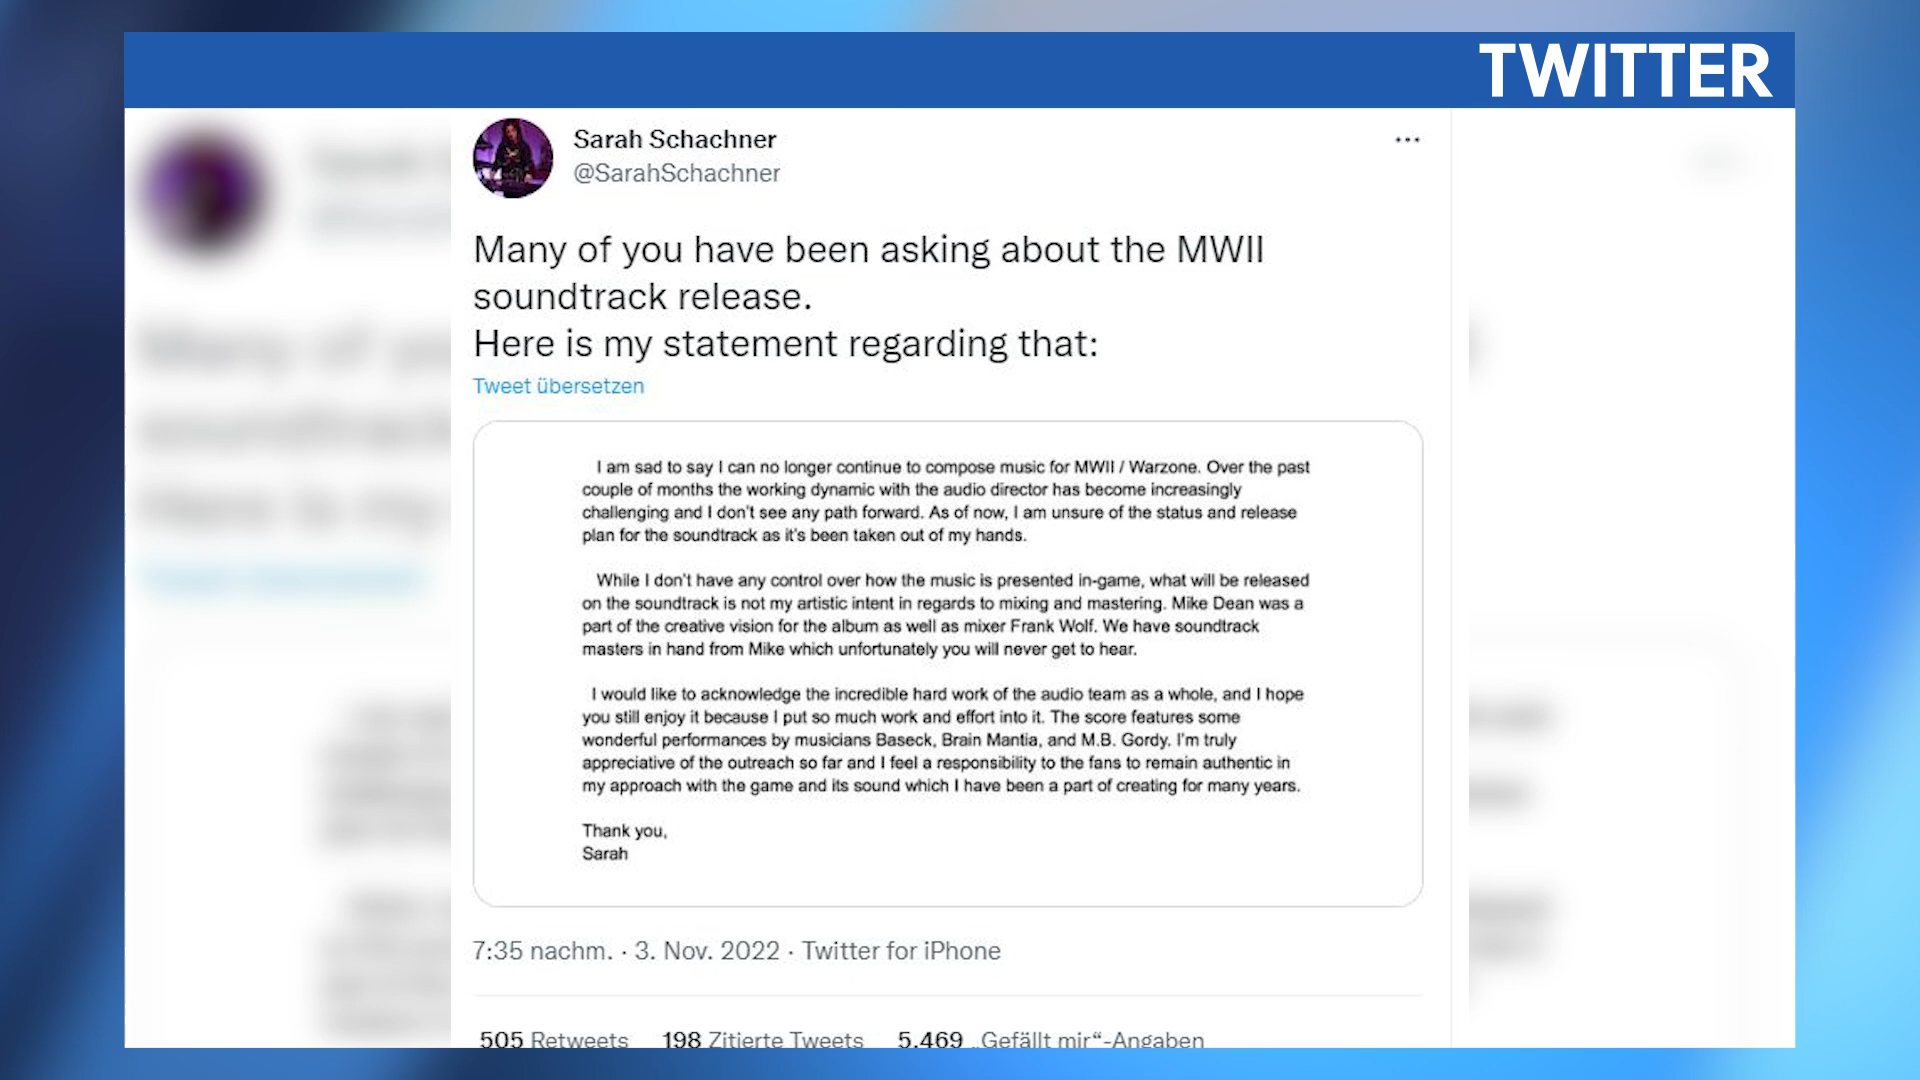 TWITTER
Sarah Schachner
@SarahSchachner
Many of you have been asking about the MWII
soundtrack release.
Here is my statement regarding that:
Tweet übersetzen
I am sad to say I can no longer continue to compose music for MWII / Warzone. Over the past
couple of months the working dynamic with the audio director has become increasingly
challenging and I don't see any path forward. As of now, I am unsure of the status and release
plan for the soundtrack as it's been taken out of my hands.
While I don't have any control over how the music is presented in-game, what will be released
on the soundtrack is not my artistic intent in regards to mixing and mastering. Mike Dean was a
part of the creative vision for the album as well as mixer Frank Wolf. We have soundtrack
masters in hand from Mike which unfortunately you will never get to hear.
I would like to acknowledge the incredible hard work of the audio team as a whole, and I hope
you still enjoy it because I put so much work and effort into it. The score features some
wonderful performances by musicians Baseck, Brain Mantia, and M.B. Gordy. I'm truly
appreciative of the outreach so far and I feel a responsibility to the fans to remain authentic in
my approach with the game and its sound which I have been a part of creating for many years.
Thank you,
Sarah
7:35 nachm. · 3. Nov. 2022 · Twitter for iPhone
505 Retweets 198 Zitierte Tweets 5.469 „Gefällt mir“-Angaben